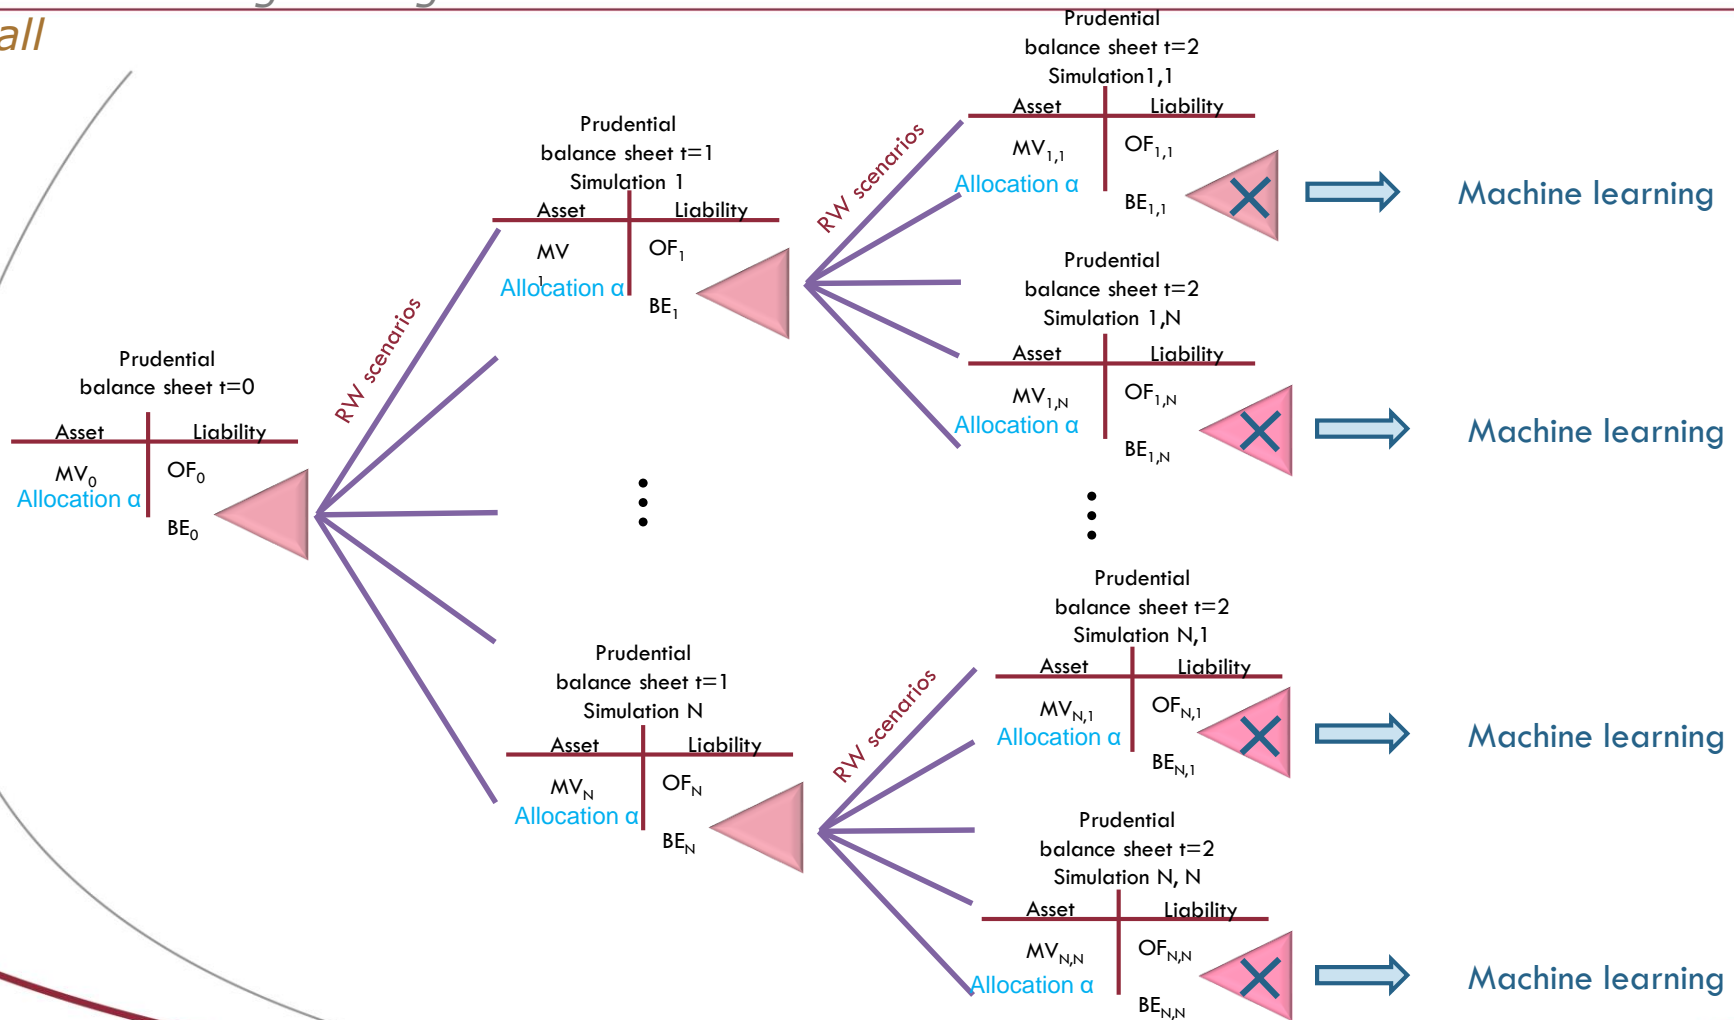 all
Prudential
balance sheet t=0
Asset
Liability
MV0
OF0
Allocation α
BE0
RW scenarios
Prudential
balance sheet t=1
Simulation 1
Asset
Liability
MV
1
OF1
Allocation α
BE1
RW scenarios
Prudential
balance sheet t=2
Simulation1,1
Asset
Liability
MV1,1
OF1,1
Allocation α
BE1,1
Machine learning
Prudential
balance sheet t=2
Simulation 1,N
Asset
Liability
MV1,N
OF1,N
Allocation α
BE1,N
Machine learning
Prudential
balance sheet t=1
Simulation N
Asset
Liability
MVN
OFN
Allocation α
BEN
RW scenarios
Prudential
balance sheet t=2
Simulation N,1
Asset
Liability
MVN,1
OFN,1
Allocation α
BEN,1
Machine learning
Prudential
balance sheet t=2
Simulation N, N
Asset
Liability
MVN,N
OFN,N
Allocation α
BEN,N
Machine learning